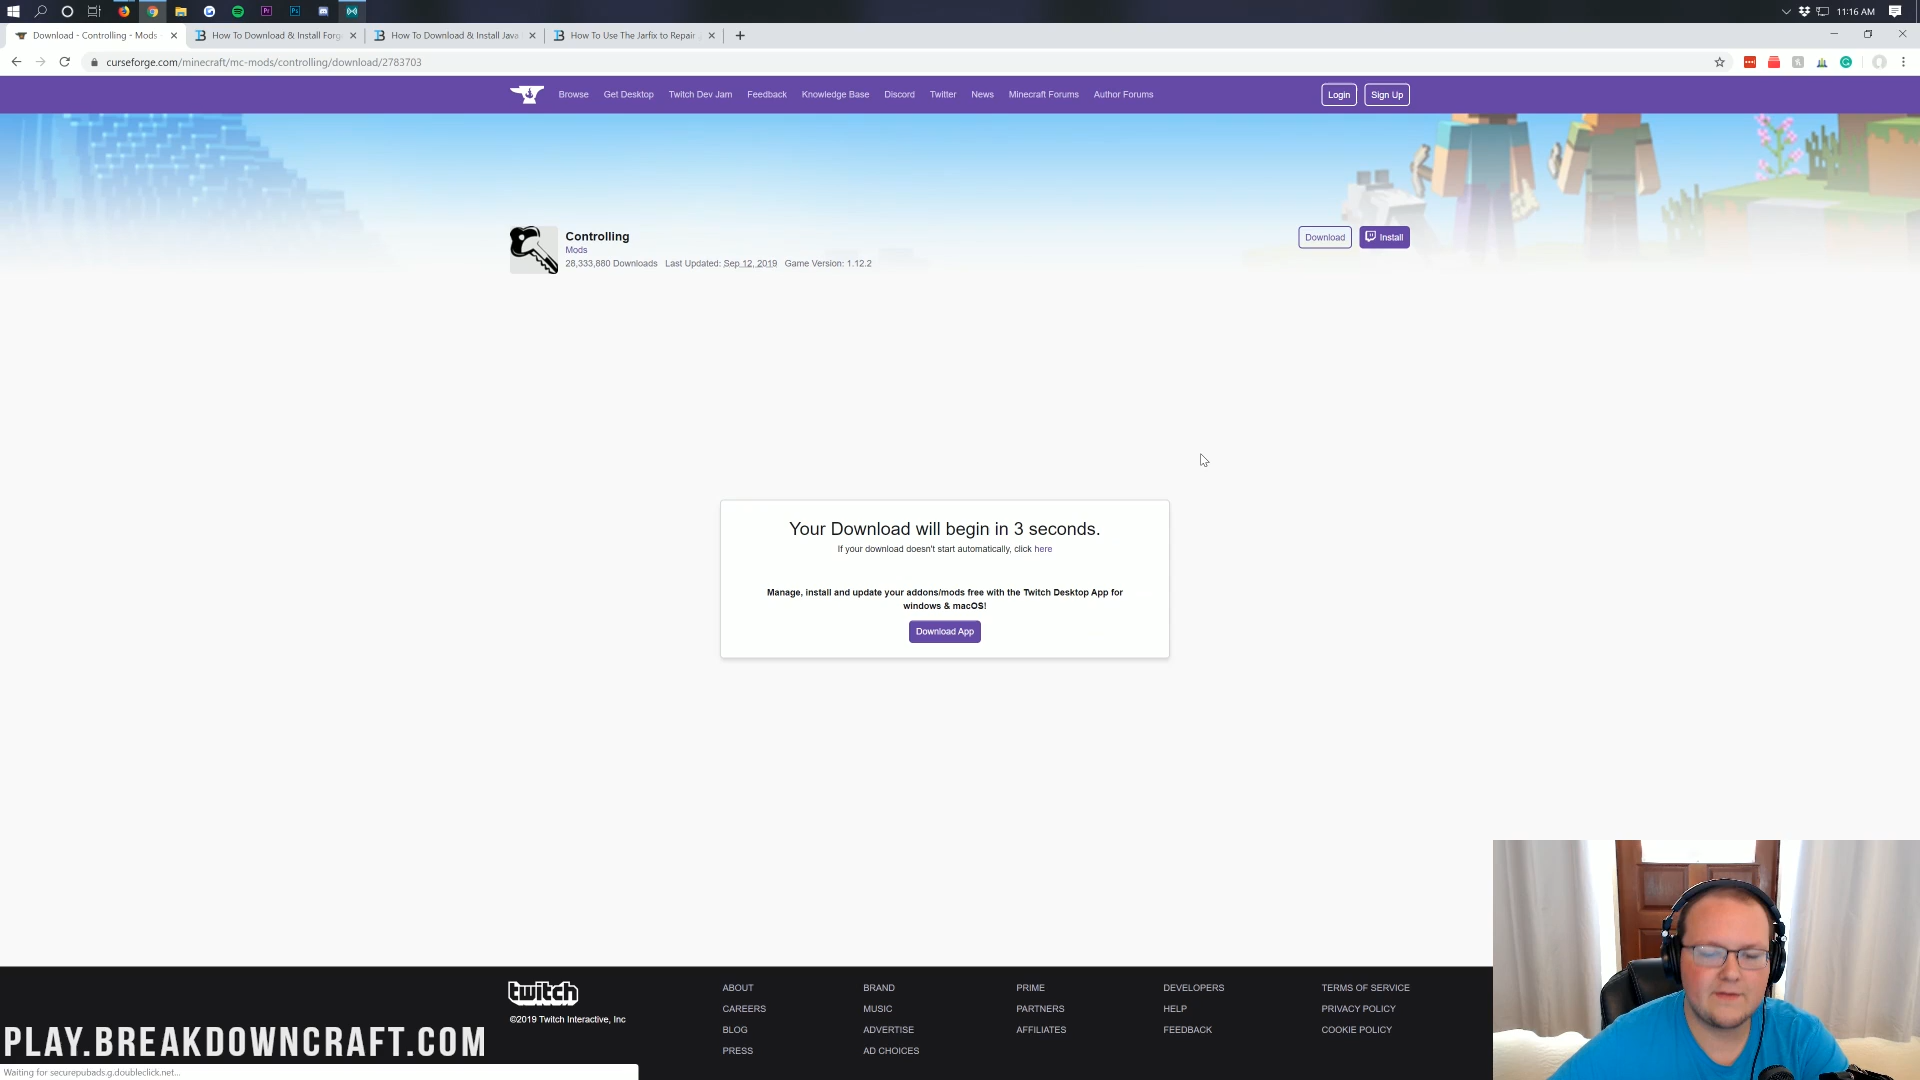 11:16 AM
Download - Controlling - Mods
How To Download & Install Forg
How To Download & Install Java
How To Use The Jarfix to Repair
curseforge.com/minecraft/mc-mods/controlling/download/2783703
Browse Get Desktop Twitch Dev Jam Feedback Knowledge Base Discord Twitter News Minecraft Forums Author Forums Login Sign Up
Controlling
Download Install
Mods
28,333,880 Downloads Last Updated: Sep 12, 2019 Game Version: 1.12.2
Your Download will begin in 3 seconds.
If your download doesn't start automatically, click here
Manage, install and update your addons/mods free with the Twitch Desktop App for
windows & macOS!
Download App
twitch
©2019 Twitch Interactive, Inc
ABOUT BRAND PRIME DEVELOPERS TERMS OF SERVICE
CAREERS MUSIC PARTNERS HELP PRIVACY POLICY
BLOG ADVERTISE AFFILIATES FEEDBACK COOKIE POLICY
PRESS AD CHOICES
PLAY.BREAKDOWNCRAFT.COM
Waiting for securepubads.g.doubleclick.net...